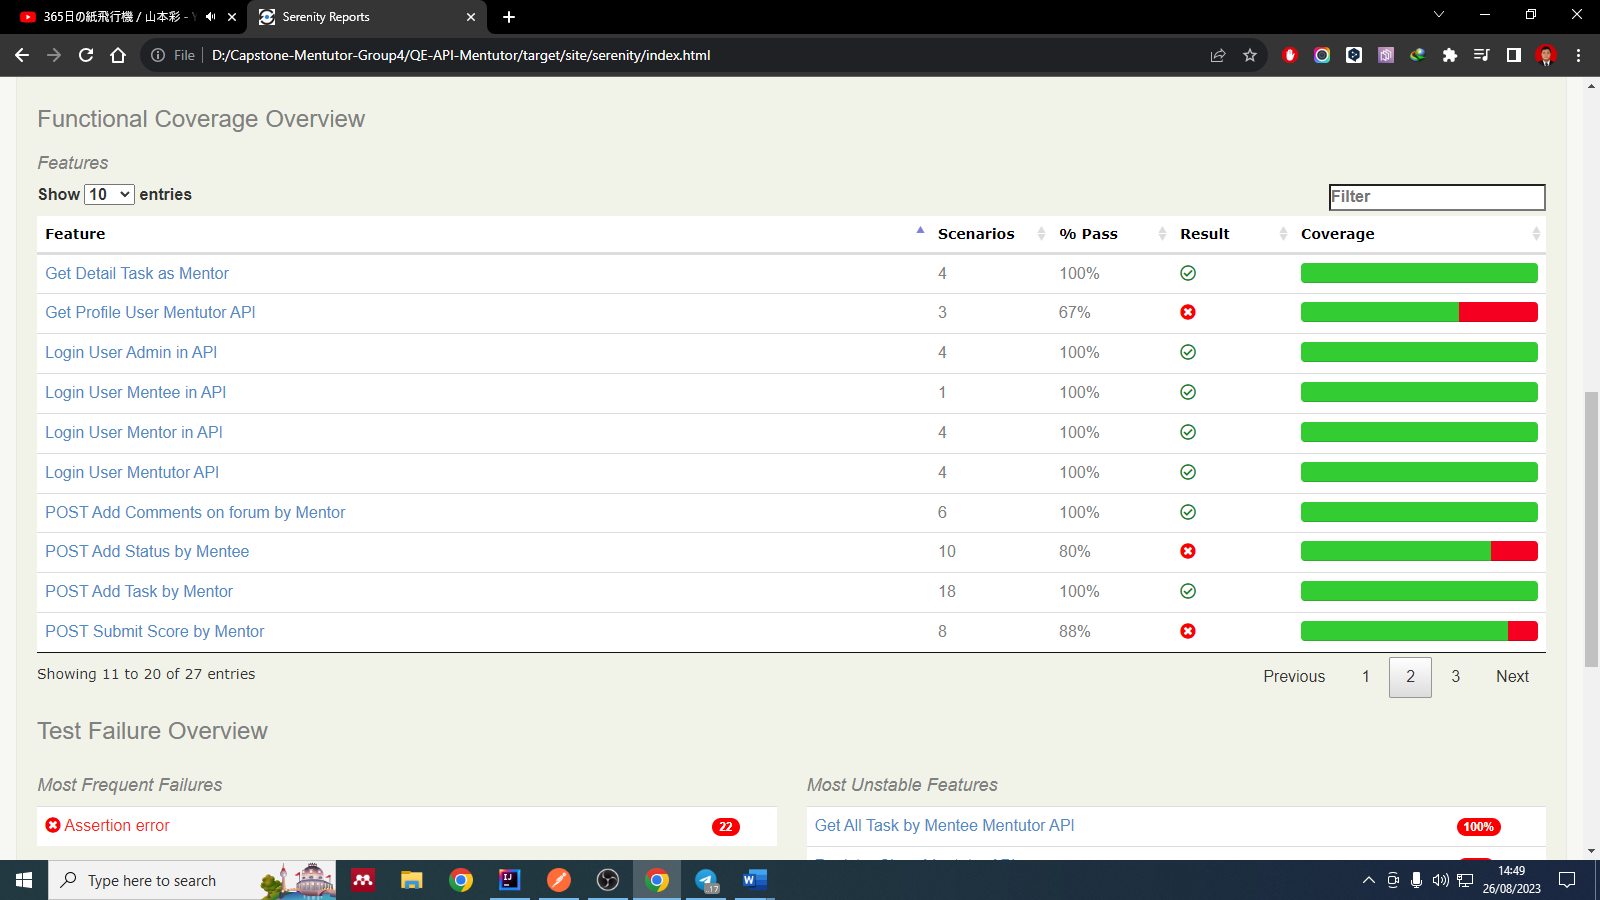 365日の紙飛行機 / 山本彩 -
Serenity Reports
File
D:/Capstone-Mentutor-Group4/QE-API-Mentutor/target/site/serenity/index.html
Functional Coverage Overview
Features
Show 10 entries
Filter
Feature Scenarios % Pass Result Coverage
Get Detail Task as Mentor 4 100%
Get Profile User Mentutor API 3 67%
Login User Admin in API 4 100%
Login User Mentee in API 1 100%
Login User Mentor in API 4 100%
Login User Mentutor API 4 100%
POST Add Comments on forum by Mentor 6 100%
POST Add Status by Mentee 10 80%
POST Add Task by Mentor 18 100%
POST Submit Score by Mentor 8 88%
Showing 11 to 20 of 27 entries
Previous 1 2 3 Next
Test Failure Overview
Most Frequent Failures
Most Unstable Features
Assertion error 22
Get All Task by Mentee Mentutor API 100%
Type here to search
14:49
26/08/2023